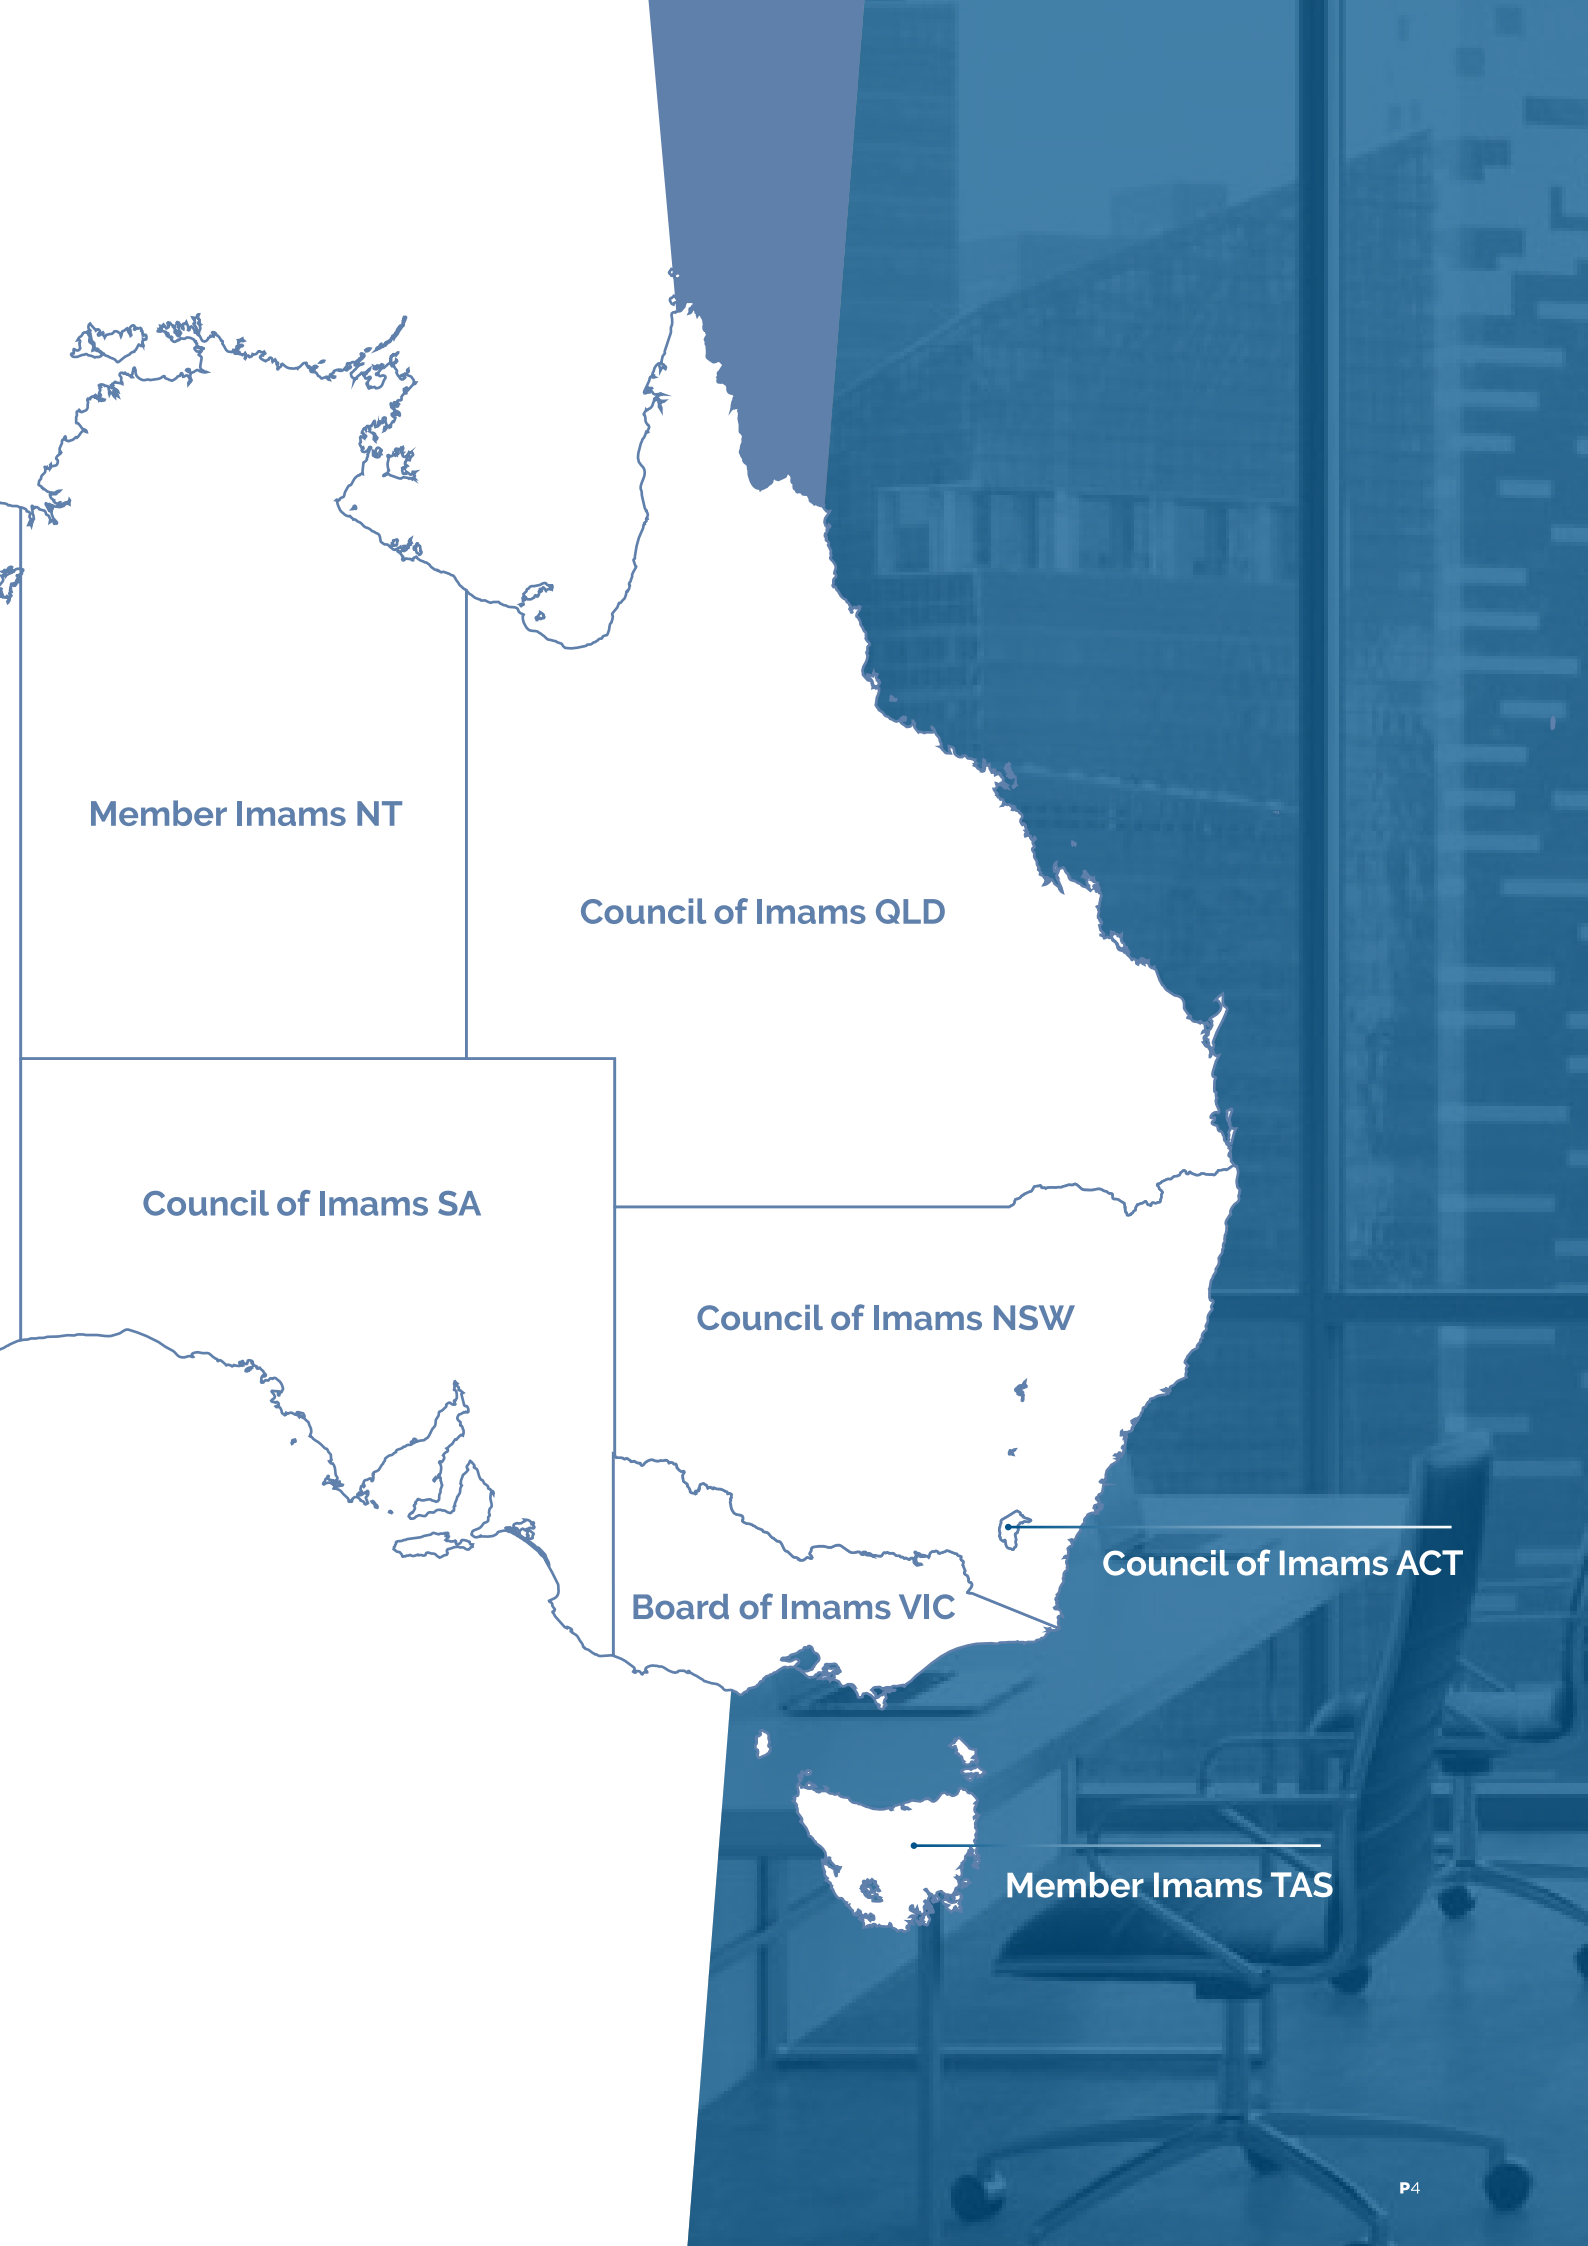 Member Imams NT
Council of Imams QLD
Council of Imams SA
Council of Imams NSW
Council of Imams ACT
Board of Imams VIC
Member Imams TAS
P4